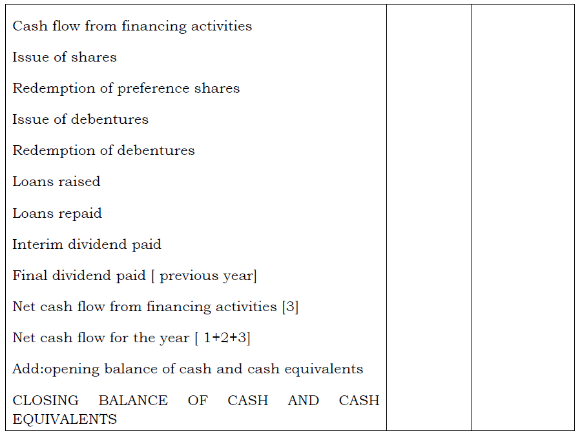 Cash flow from financing activities
Issue of shares
Redemption of preference shares
Issue of debentures
Redemption of debentures
Loans raised
Loans repaid
Interim dividend paid
Final dividend paid [ previous year]
Net cash flow from financing activities [3]
Net cash flow for the year [ 1+2+3]
Add:opening balance of cash and cash equivalents
CLOSING BALANCE OF CASH AND CASH
EQUIVALENTS